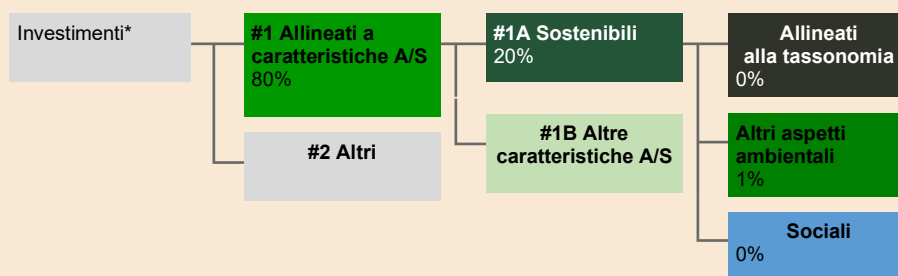 Investimenti*
#1 Allineati a
caratteristiche A/S
80%
#2 Altri
#1A Sostenibili
20%
#1B Altre
caratteristiche A/S
Allineati
alla tassonomia
0%
Altri aspetti
ambientali
1%
Sociali
0%